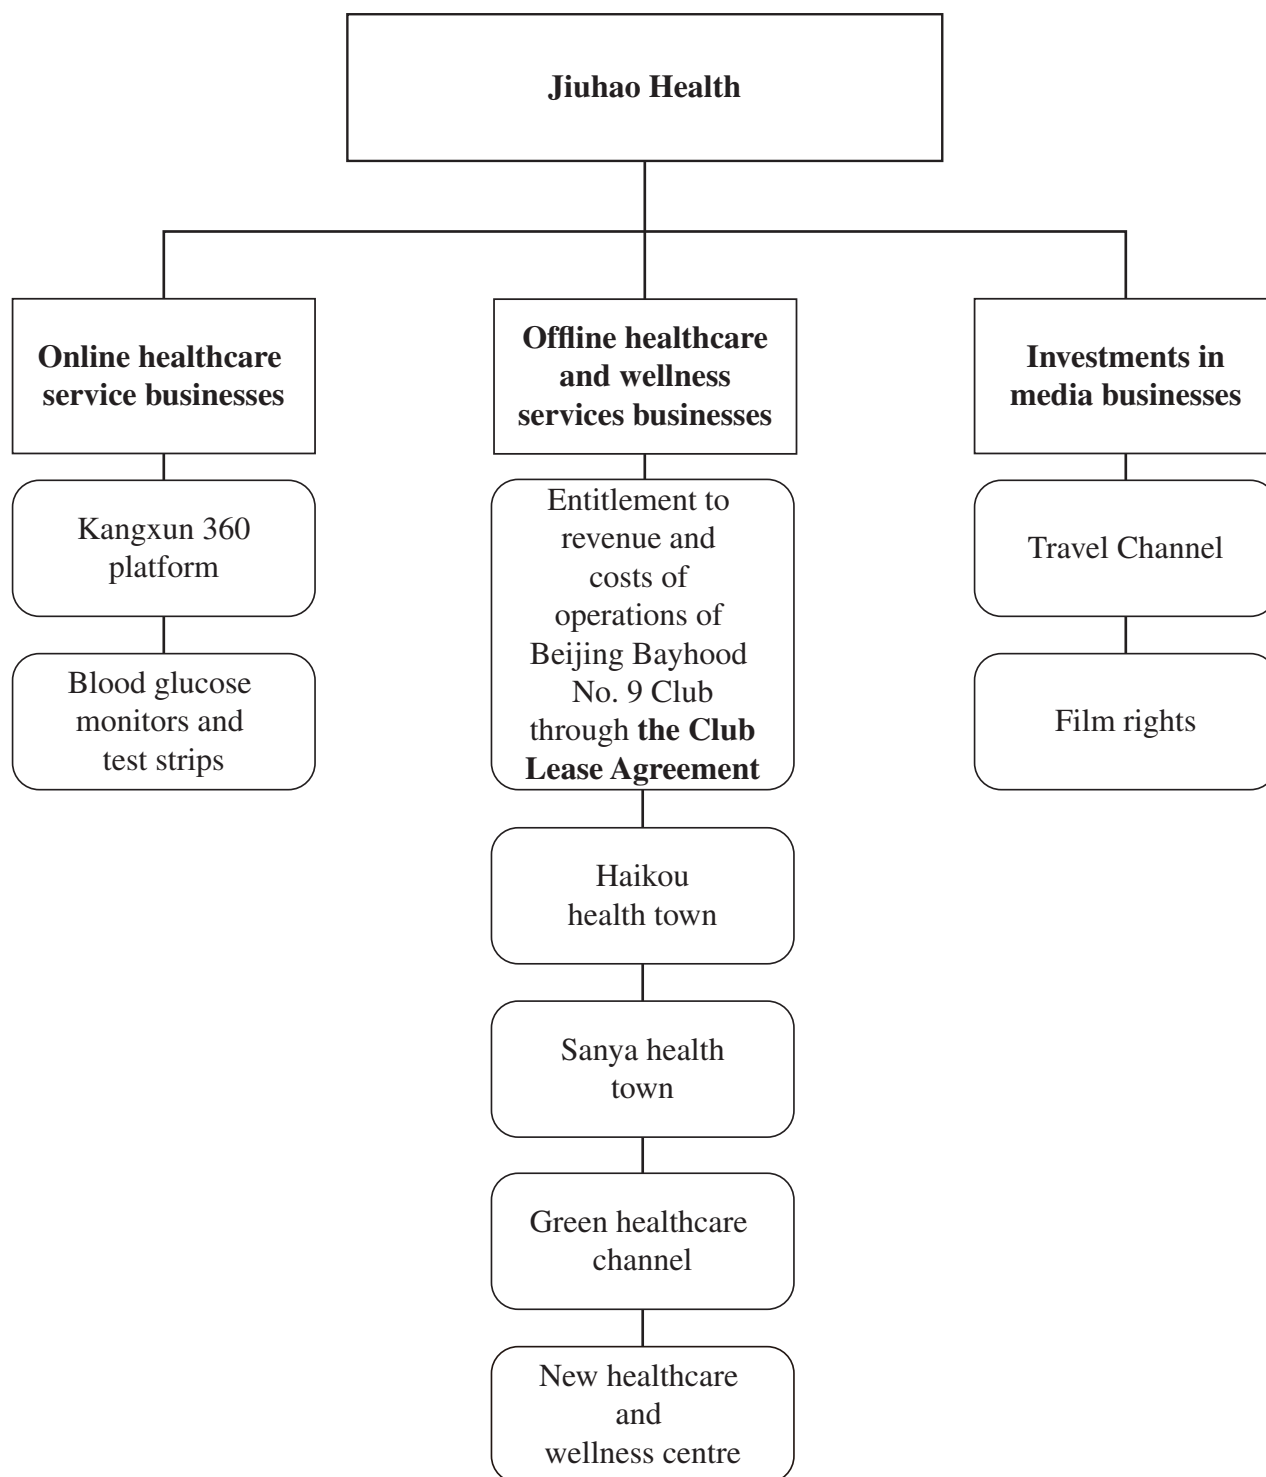 Jiuhao Health
Online healthcare
service businesses
Offline healthcare
and wellness
services businesses
Investments in
media businesses
Kangxun 360
platform
Blood glucose
monitors and
test strips
Entitlement to
revenue and
costs of
operations of
Beijing Bayhood
No. 9 Club
through the Club
Lease Agreement
Haikou
health town
Sanya health
town
Green healthcare
channel
New healthcare
and
wellness centre
Travel Channel
Film rights